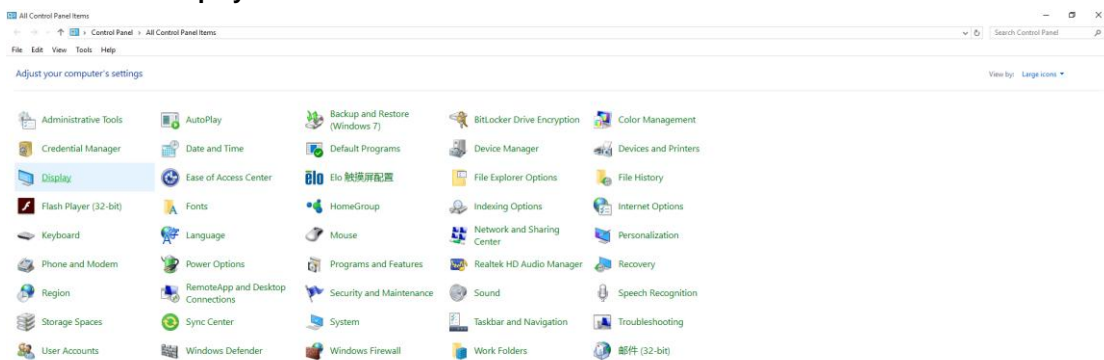 All Control Panel Items
Control Panel › All Control Panel Items
Search Control Panel
File Edit View Tools Help
Adjust your computer's settings
View by: Large icons
Administrative Tools
AutoPlay
Backup and Restore
(Windows 7)
BitLocker Drive Encryption
Color Management
Credential Manager
Date and Time
Default Programs
Device Manager
Devices and Printers
Display
Ease of Access Center
elo Elo 触摸屏配置
File Explorer Options
File History
Flash Player (32-bit)
Fonts
HomeGroup
Indexing Options
Internet Options
Keyboard
Language
Mouse
Network and Sharing
Center
Personalization
Phone and Modem
Power Options
Programs and Features
Realtek HD Audio Manager
Recovery
Region
RemoteApp and Desktop
Connections
Security and Maintenance
Sound
Speech Recognition
Storage Spaces
Sync Center
System
Taskbar and Navigation
Troubleshooting
User Accounts
Windows Defender
Windows Firewall
Work Folders
邮件 (32-bit)